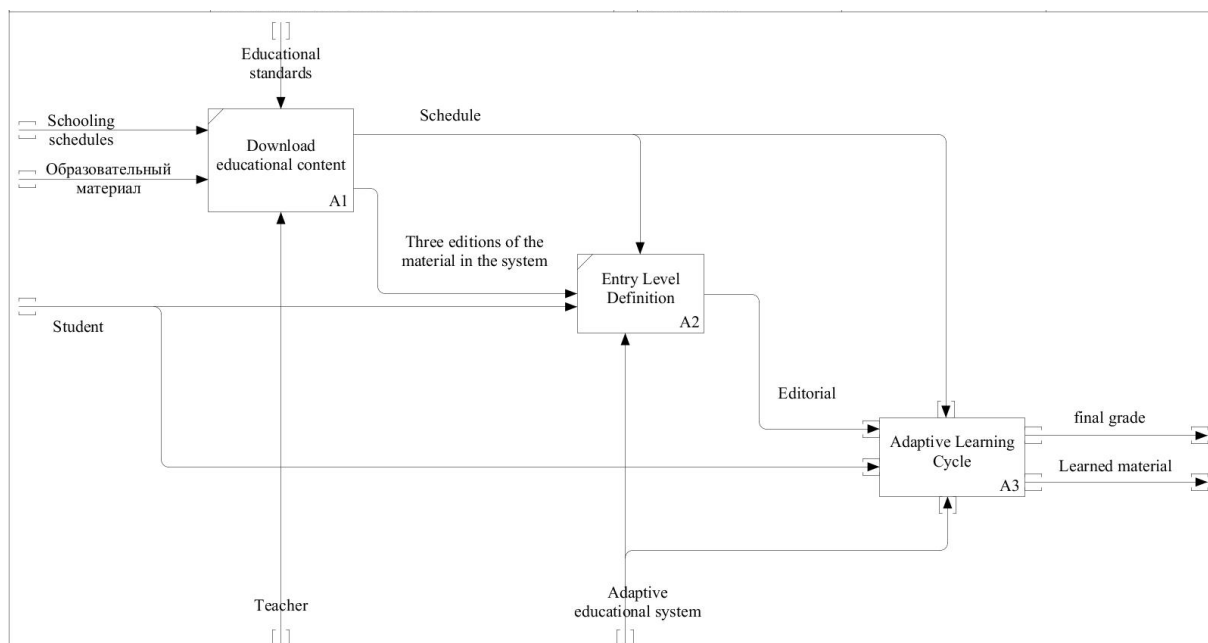 Educational
standards
Schooling
schedules
Образовательный
материал
Download
educational content
A1
Schedule
Three editions of the
material in the system
Entry Level
Definition
A2
Student
Editorial
Adaptive Learning
Cycle
A3
final grade
Learned material
Teacher
Adaptive
educational system